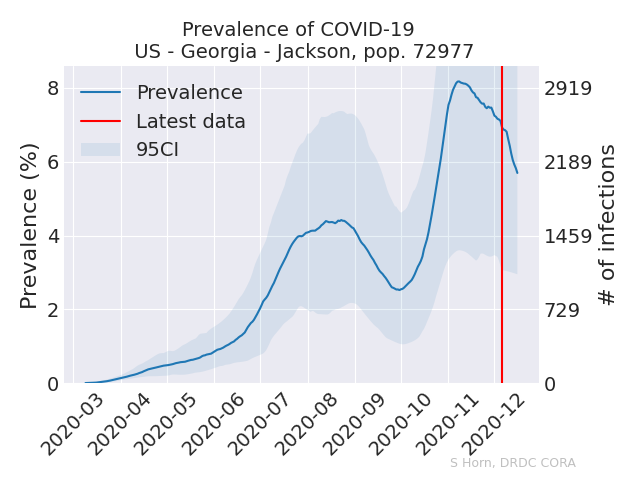 Prevalence of COVID-19
US - Georgia - Jackson, pop. 72977
Prevalence
Latest data
95CI
Prevalence (%)
8
6
4
2
0
2919
2189
1459
729
0
# of infections
2020-03
2020-04
2020-05
2020-06
2020-07
2020-08
2020-09
2020-10
2020-11
2020-12
S Horn, DRDC CORA